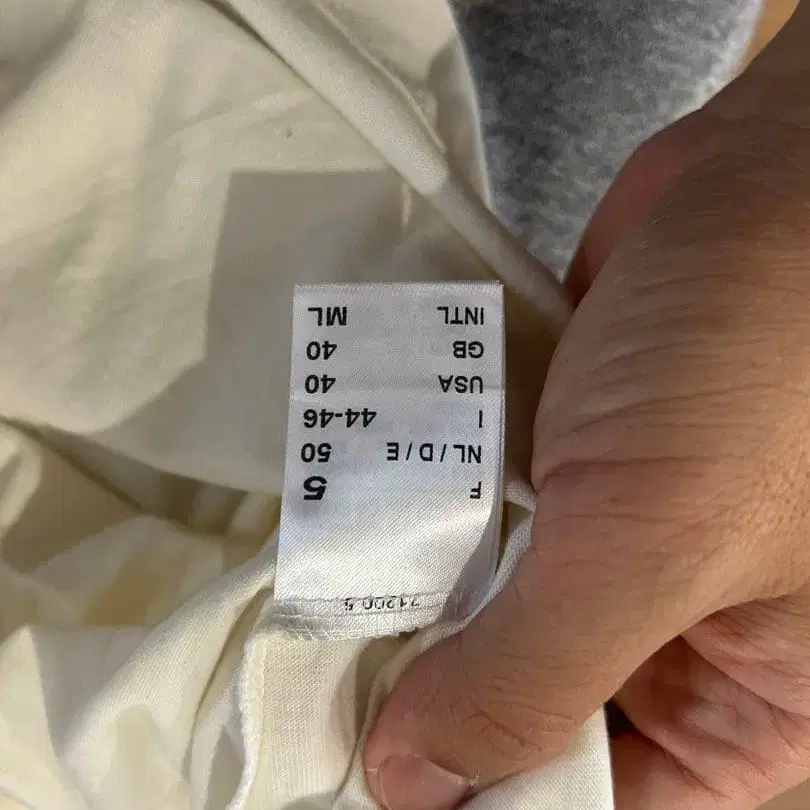 F 5
NL / D / E 50
I 44-46
USA 40
GB 40
INTL ML